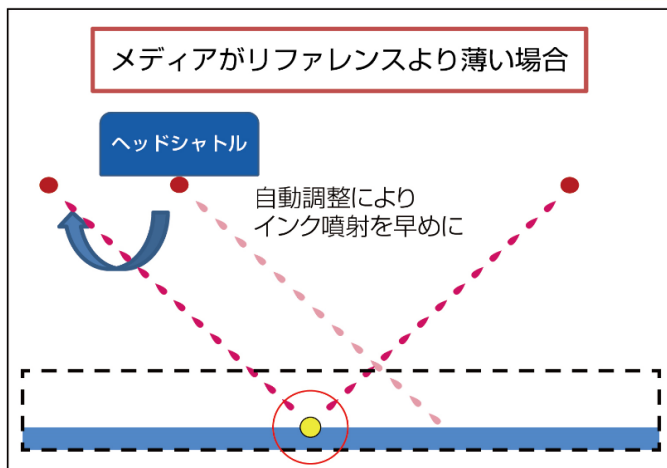 メディアがリファレンスより薄い場合
ヘッドシャトル
自動調整により
インク噴射を早めに